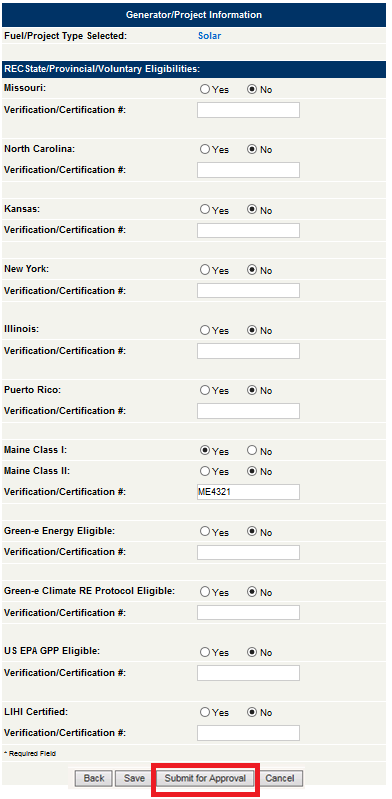 Generator/Project Information
Fuel/Project Type Selected: Solar
RECState/Provincial/Voluntary Eligibilities:
Missouri: Yes No
Verification/Certification #:
North Carolina: Yes No
Verification/Certification #:
Kansas: Yes No
Verification/Certification #:
New York: Yes No
Verification/Certification #:
Illinois: Yes No
Verification/Certification #:
Puerto Rico: Yes No
Verification/Certification #:
Maine Class I: Yes No
Maine Class II: Yes No
Verification/Certification #: ME4321
Green-e Energy Eligible: Yes No
Verification/Certification #:
Green-e Climate RE Protocol Eligible: Yes No
Verification/Certification #:
US EPA GPP Eligible: Yes No
Verification/Certification #:
LIHI Certified: Yes No
* Required Field
Back Save Submit for Approval Cancel